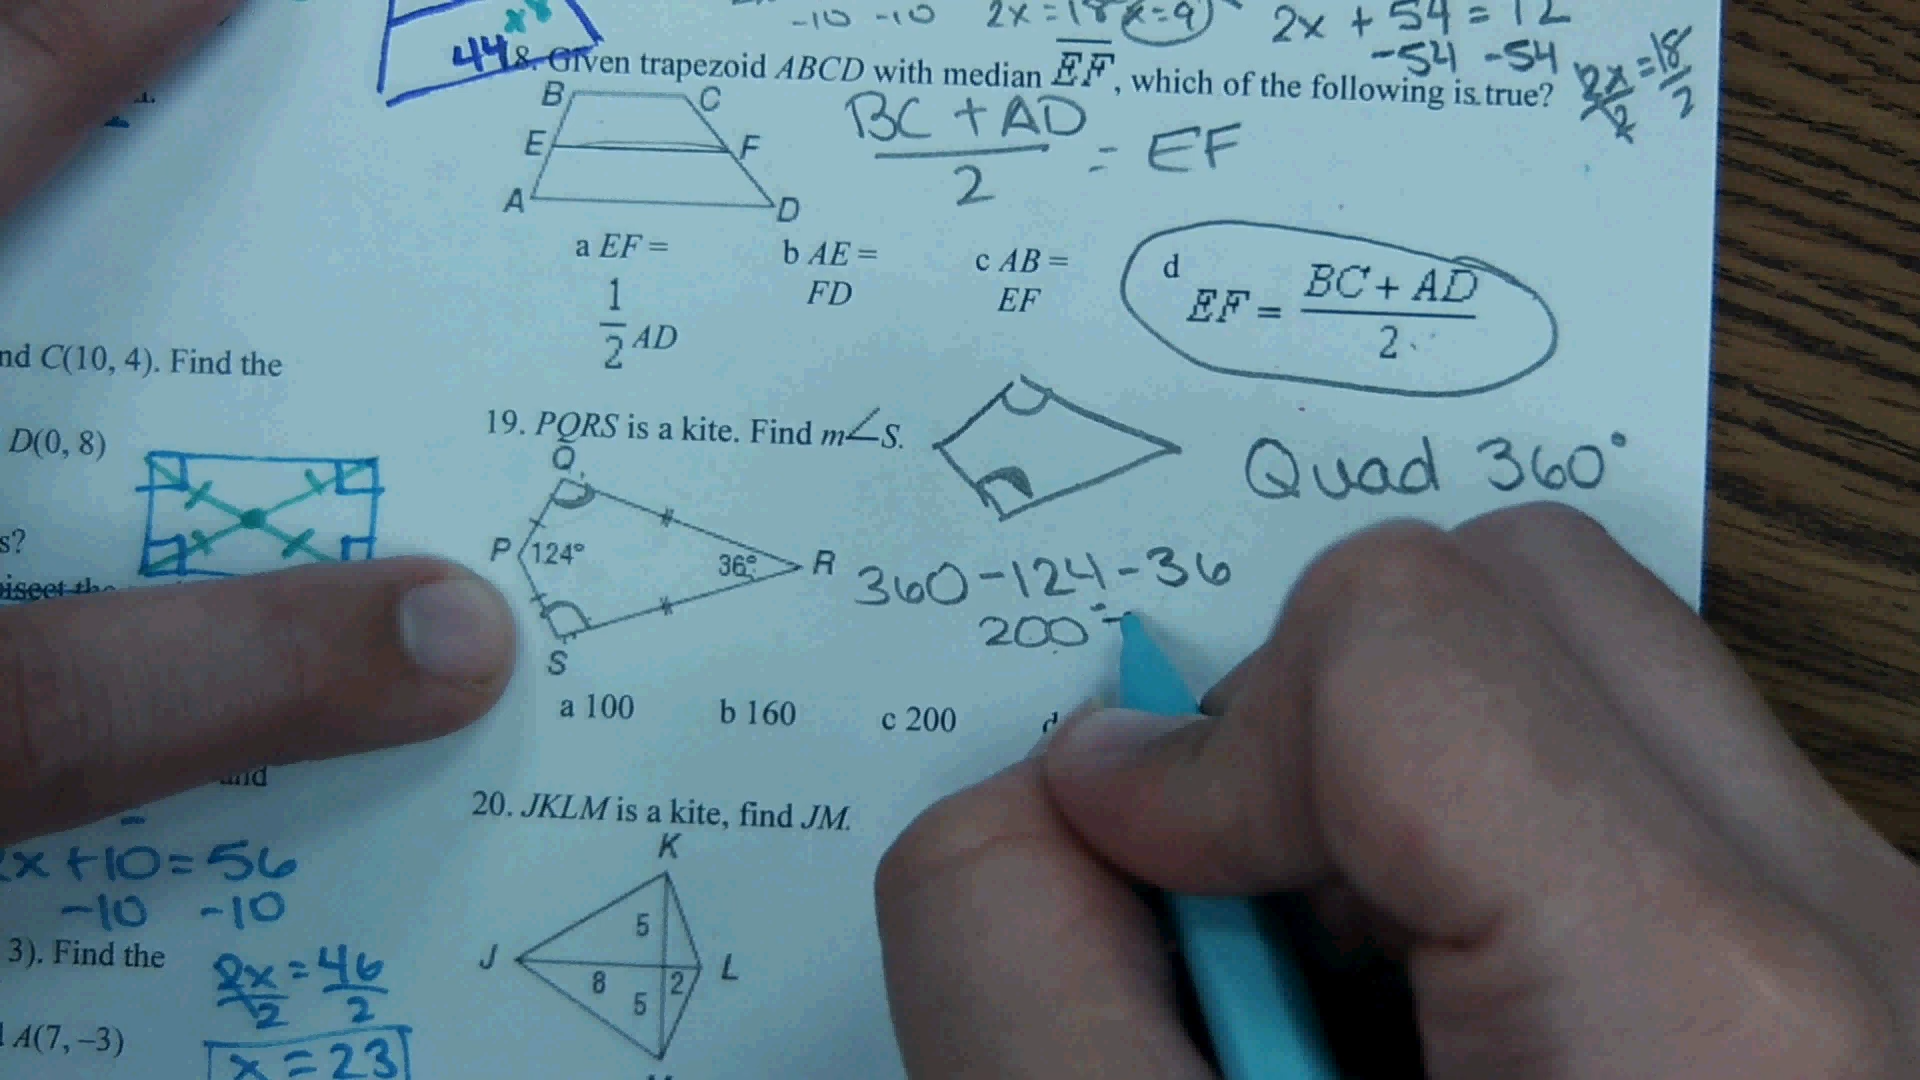 -10 -10 2x = 18 x=9
2x + 54 = 12
-54 -54
2x = 18
2 2
44 x 8
8. Given trapezoid ABCD with median EF, which of the following is true?
B C
E F
A D
BC + AD
2
= EF
a EF =
1
2 AD
b AE =
FD
c AB =
EF
d
EF = BC + AD
2
nd C(10, 4). Find the
D(0, 8)
s?
and
2x + 10 = 56
-10 -10
3). Find the
2x = 46
2 2
A(7, –3)
x = 23
19. PQRS is a kite. Find m∠S.
Q
P 124° 36° R
S
Quad 360°
360 - 124 - 36
200 ÷
a 100 b 160 c 200 d
20. JKLM is a kite, find JM.
K
5
J L
8 2
5